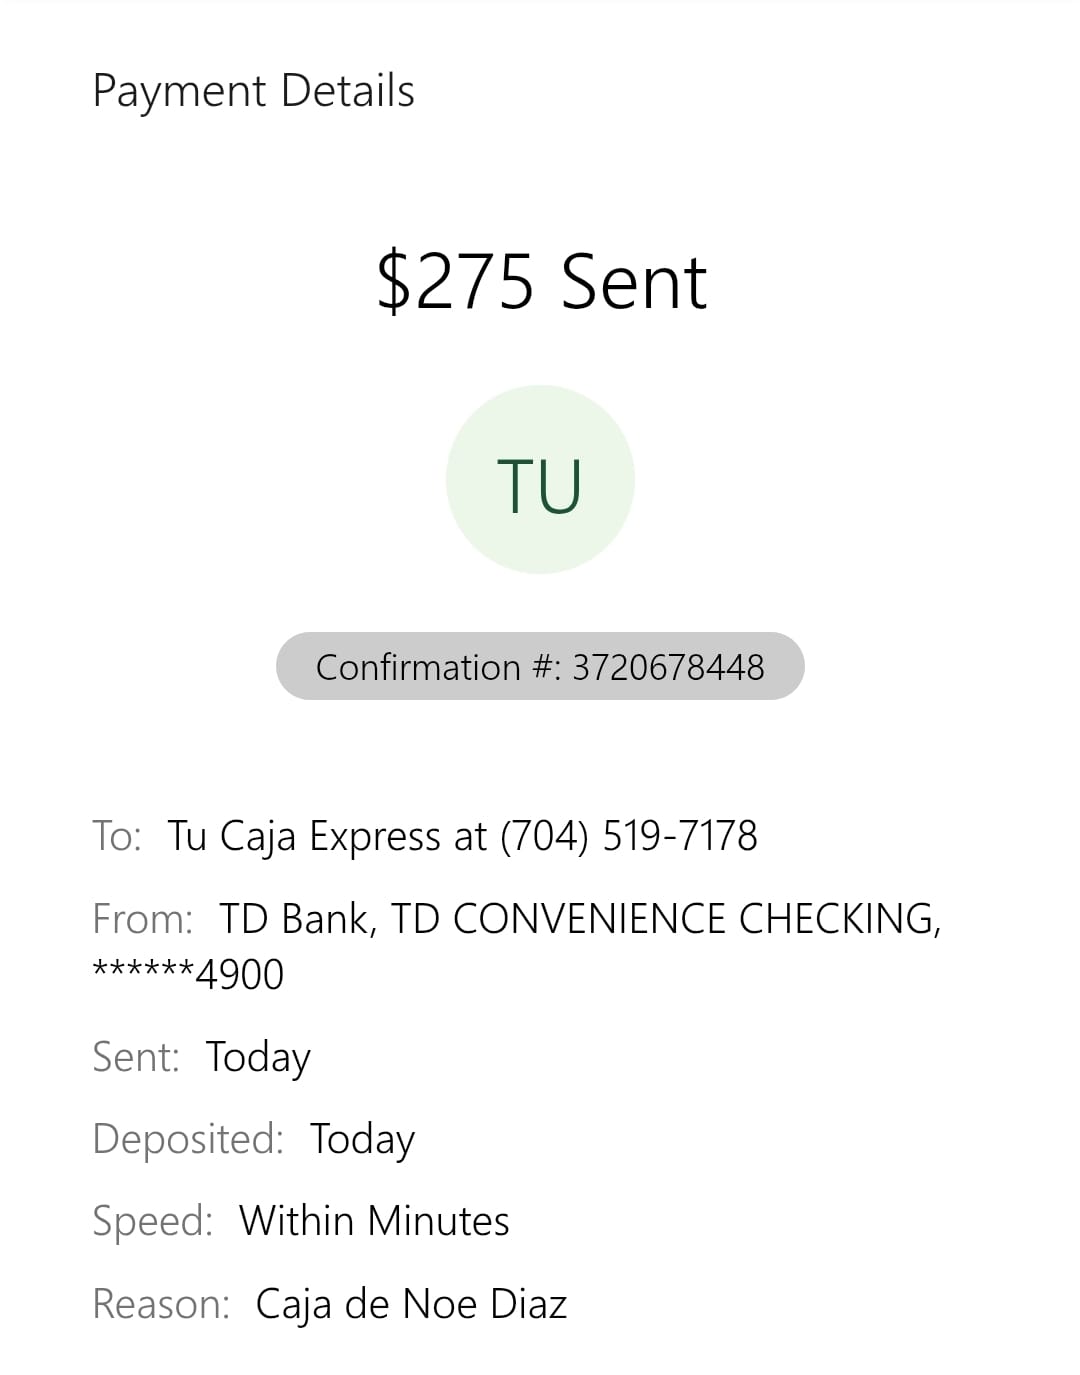 Payment Details
$275 Sent
TU
Confirmation #: 3720678448
To: Tu Caja Express at (704) 519-7178
From: TD Bank, TD CONVENIENCE CHECKING,
******4900
Sent: Today
Deposited: Today
Speed: Within Minutes
Reason: Caja de Noe Diaz